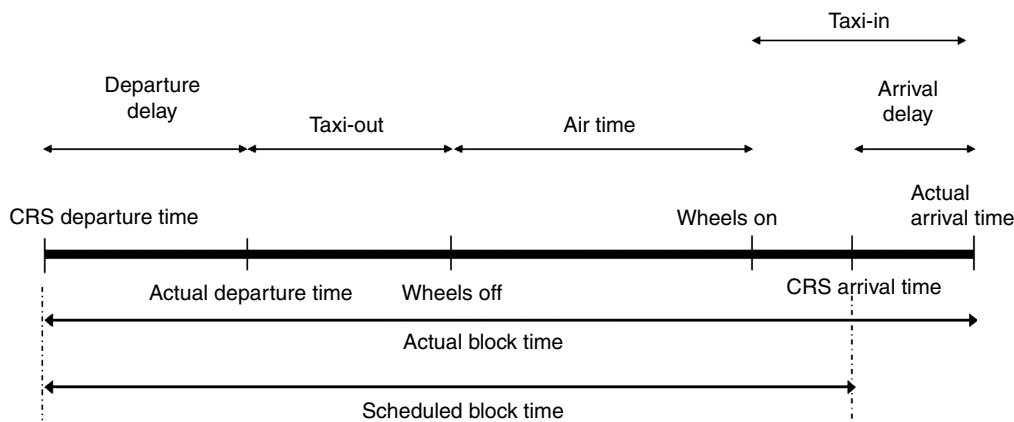 Taxi-in
Departure
delay
Arrival
delay
Taxi-out
Air time
CRS departure time
Wheels on
Actual
arrival time
Actual departure time
Wheels off
CRS arrival time
Actual block time
Scheduled block time